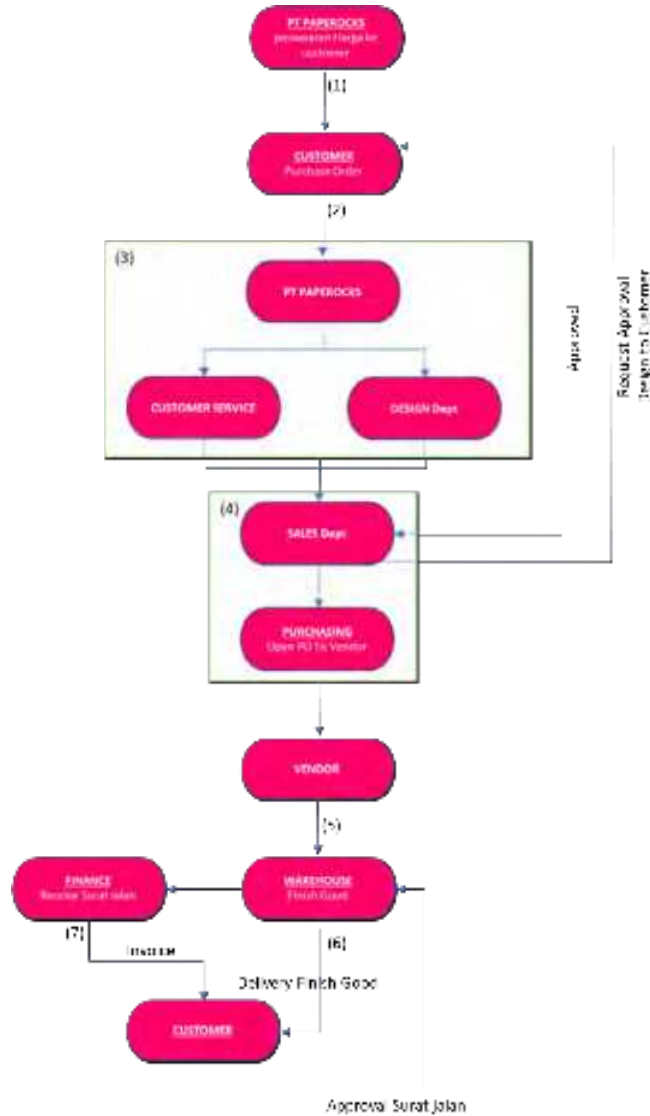 PT PAPEROCKS
penawaran Harga ke
customer
(1)
CUSTOMER
Purchase Order
(2)
(3)
PT PAPEROCKS
CUSTOMER SERVICE
DESIGN Dept
Approved
Request Approval
Design to Customer
(4)
SALES Dept
PURCHASING
Open PO To Vendor
VENDOR
(5)
FINANCE
Receive Surat Jalan
WAREHOUSE
Finish Good
(7)
Invoice
(6)
Delivery Finish Good
CUSTOMER
Approval Surat Jalan